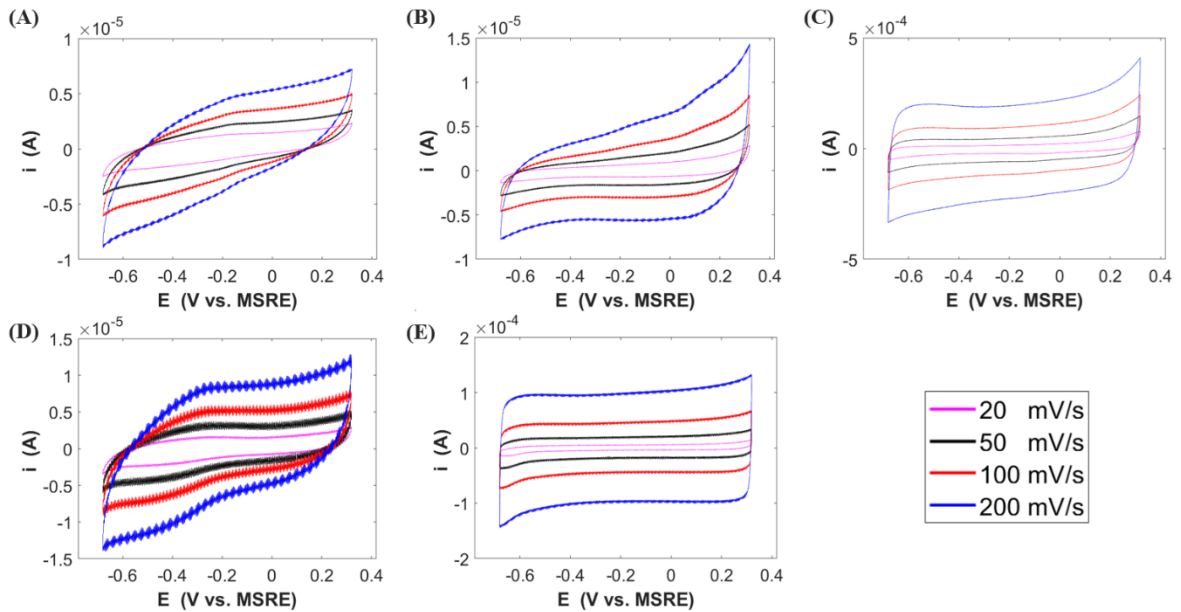 (A)
×10⁻⁵
1
0.5
0
-0.5
-1
i (A)
-0.6 -0.4 -0.2 0 0.2 0.4
E (V vs. MSRE)
(B)
×10⁻⁵
1.5
1
0.5
0
-0.5
-1
i (A)
-0.6 -0.4 -0.2 0 0.2 0.4
E (V vs. MSRE)
(C)
×10⁻⁴
5
0
-5
i (A)
-0.6 -0.4 -0.2 0 0.2 0.4
E (V vs. MSRE)
(D)
×10⁻⁵
1.5
1
0.5
0
-0.5
-1
-1.5
i (A)
-0.6 -0.4 -0.2 0 0.2 0.4
E (V vs. MSRE)
(E)
×10⁻⁴
2
1
0
-1
-2
i (A)
-0.6 -0.4 -0.2 0 0.2 0.4
E (V vs. MSRE)
20 mV/s
50 mV/s
100 mV/s
200 mV/s